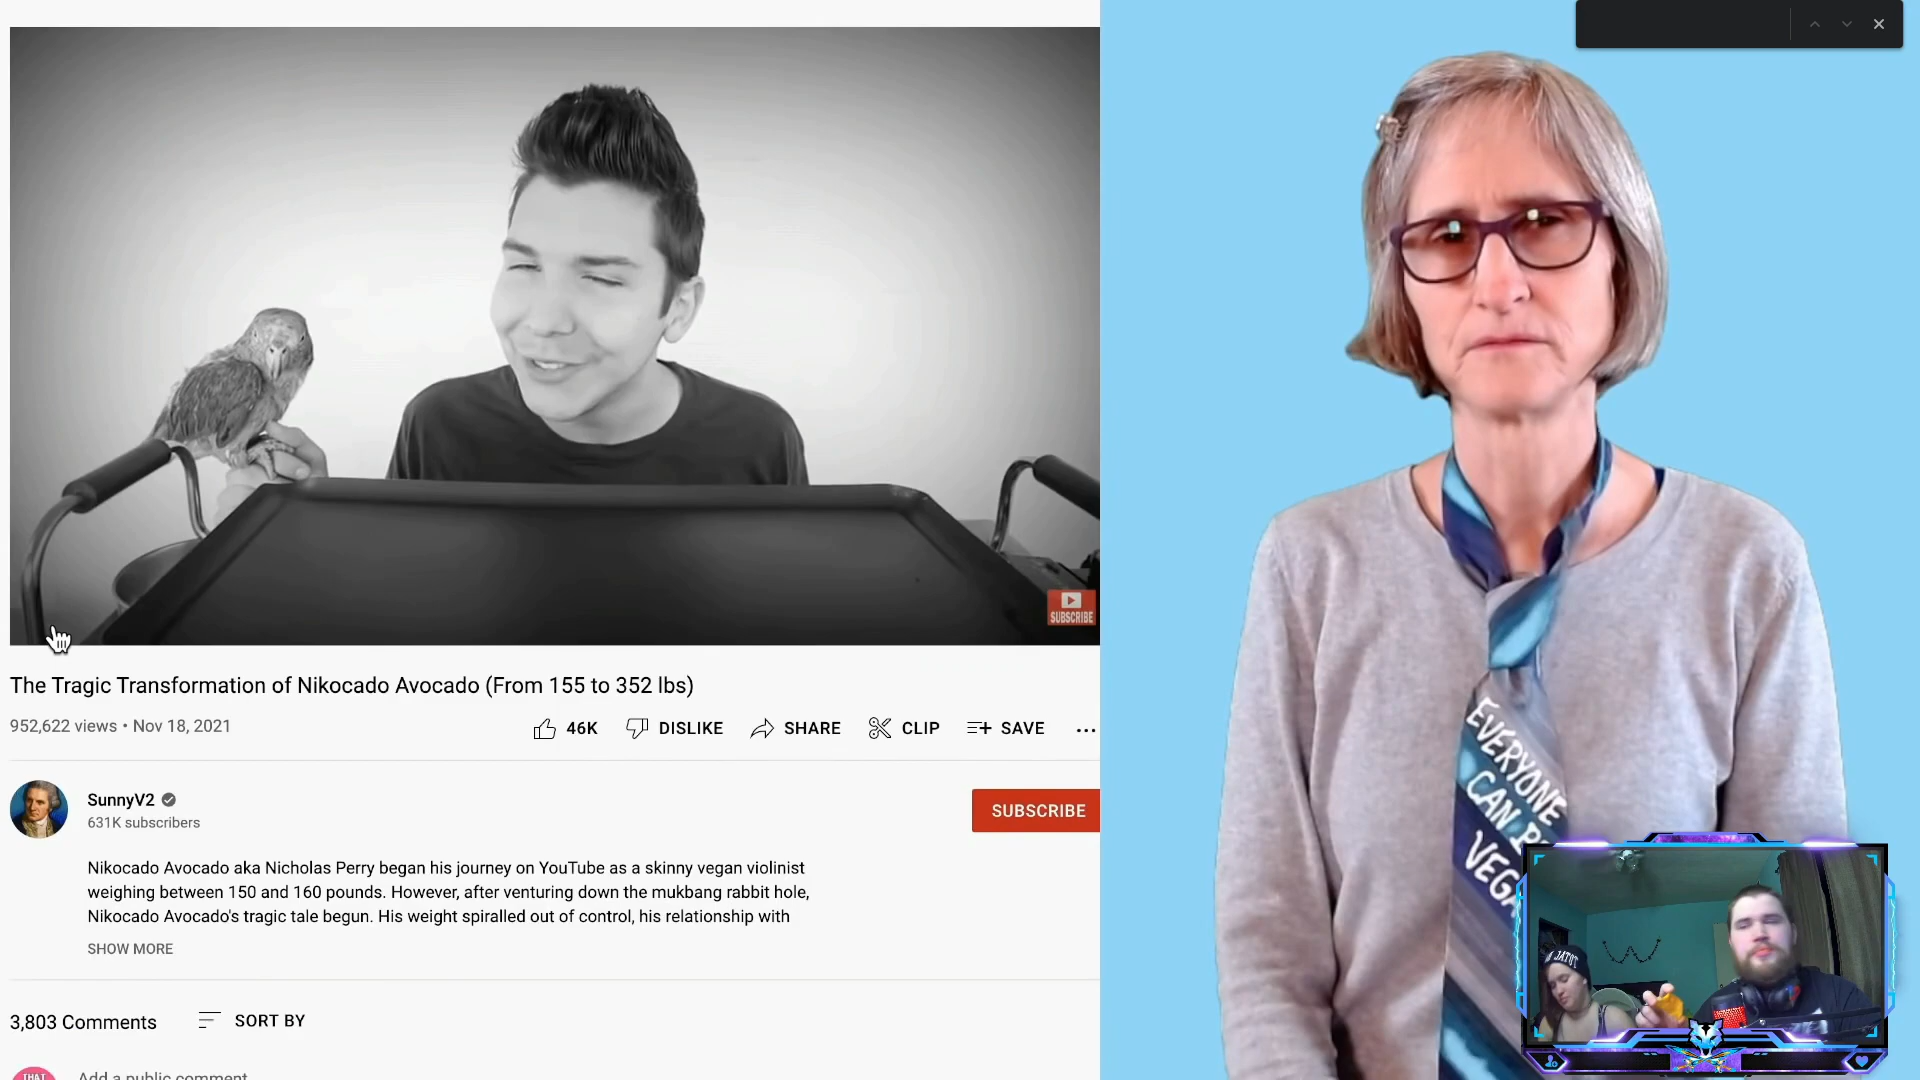 SUBSCRIBE
The Tragic Transformation of Nikocado Avocado (From 155 to 352 lbs)
952,622 views • Nov 18, 2021
46K
DISLIKE
SHARE
CLIP
SAVE
SunnyV2
631K subscribers
SUBSCRIBE
Nikocado Avocado aka Nicholas Perry began his journey on YouTube as a skinny vegan violinist
weighing between 150 and 160 pounds. However, after venturing down the mukbang rabbit hole,
Nikocado Avocado's tragic tale begun. His weight spiralled out of control, his relationship with
SHOW MORE
3,803 Comments
SORT BY
THAT
Add a public comment
EVERYONE
CAN